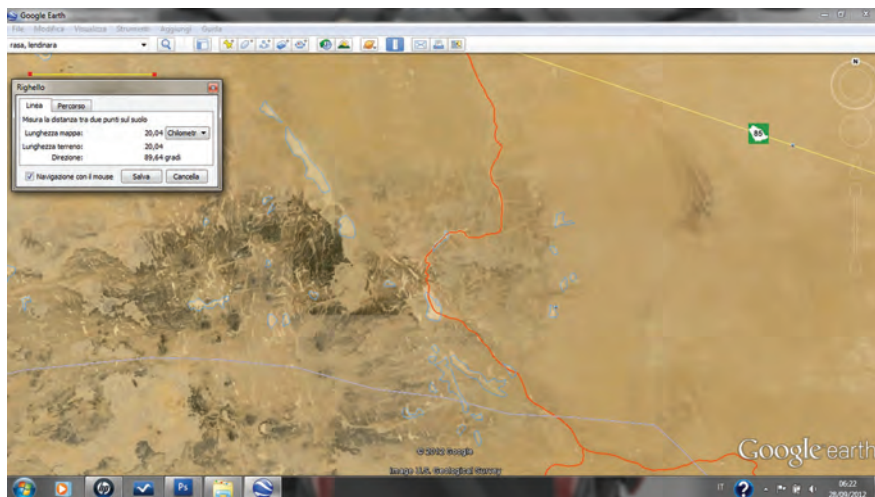 Google Earth
File Modifica Visualizza Strumenti Aggiungi Guida
rasa, lendinara
Righello
Linea Percorso
Misura la distanza tra due punti sul suolo
Lunghezza mappa: 20,04 Chilometr
Lunghezza terreno: 20,04
Direzione: 89,64 gradi
Navigazione con il mouse Salva Cancella
N
85
© 2012 Google
Image U.S. Geological Survey
Google earth
Ps
IT
06:22
28/09/2012